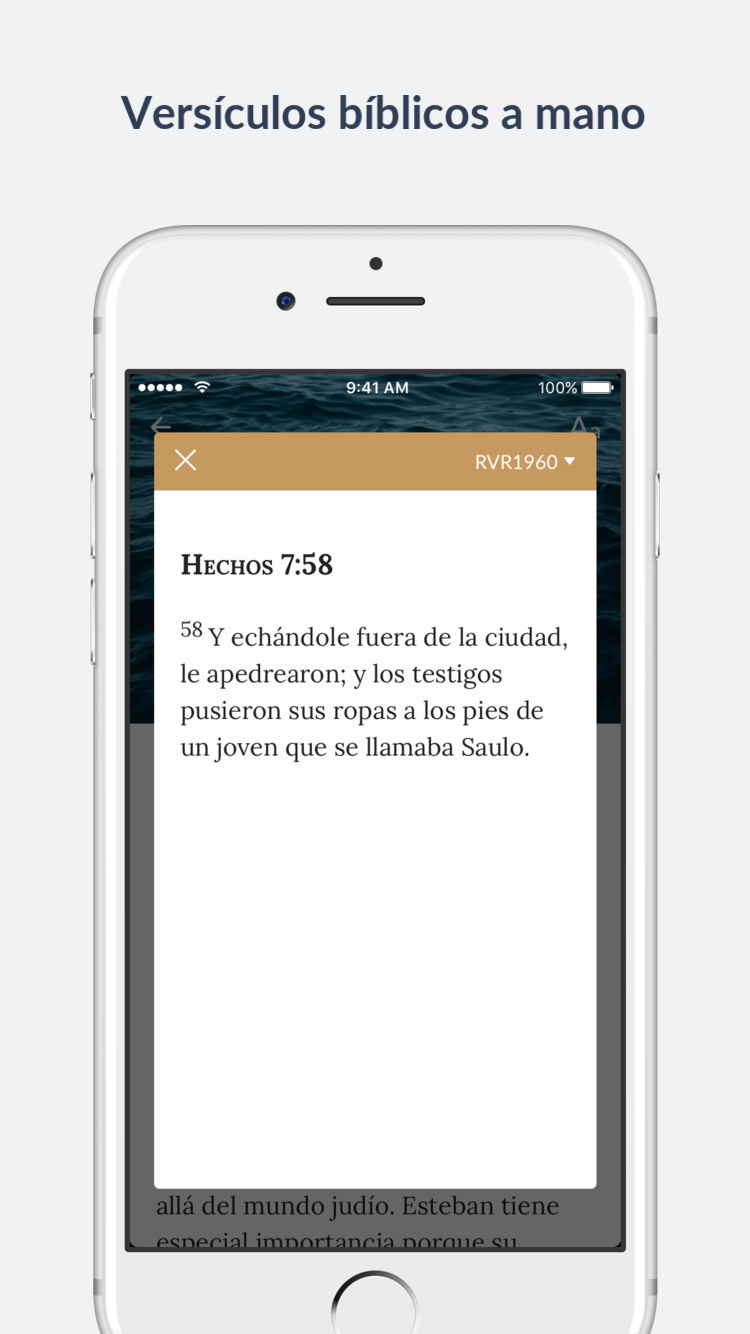 Versículos bíblicos a mano
9:41 AM
100%
Aa
RVR1960
Hechos 7:58
58 Y echándole fuera de la ciudad,
le apedrearon; y los testigos
pusieron sus ropas a los pies de
un joven que se llamaba Saulo.
allá del mundo judío. Esteban tiene
especial importancia porque su